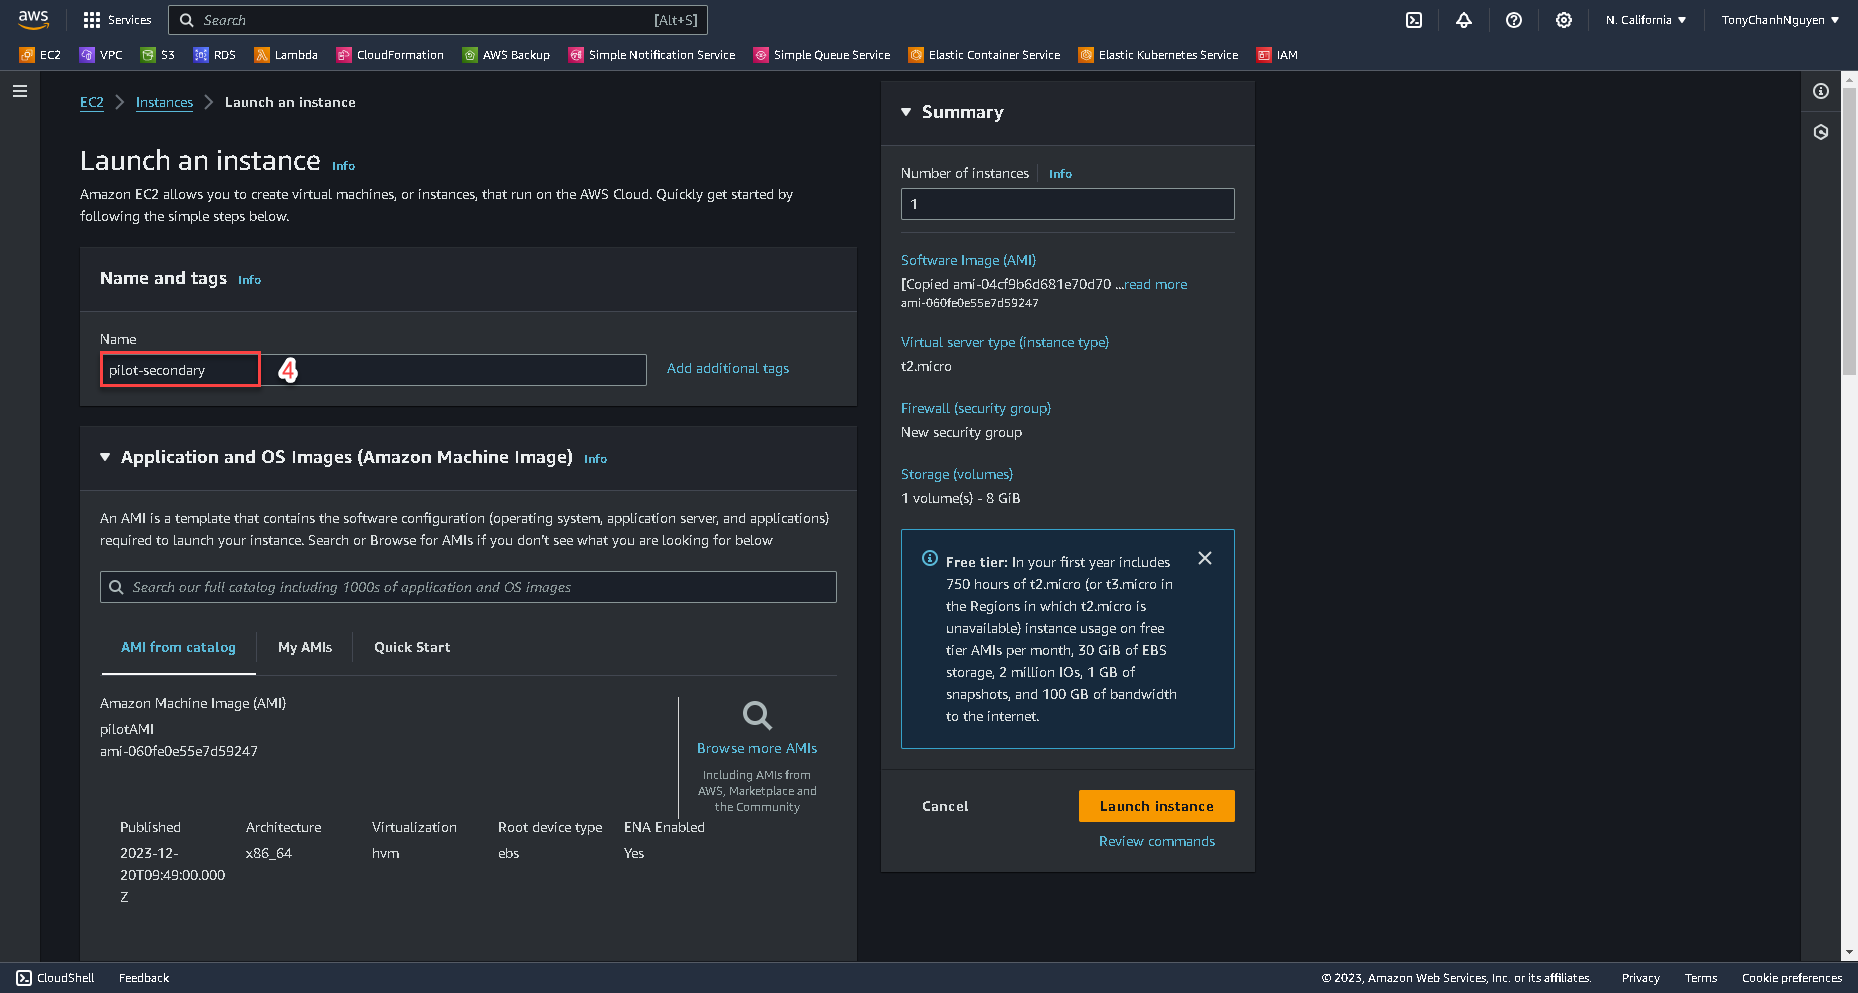 aws
Services
Search
[Alt+S]
N. California
TonyChanhNguyen
EC2
VPC
S3
RDS
Lambda
CloudFormation
AWS Backup
Simple Notification Service
Simple Queue Service
Elastic Container Service
Elastic Kubernetes Service
IAM
EC2
Instances
Launch an instance
Launch an instance Info
Amazon EC2 allows you to create virtual machines, or instances, that run on the AWS Cloud. Quickly get started by
following the simple steps below.
Name and tags Info
Name
pilot-secondary
4
Add additional tags
Application and OS Images (Amazon Machine Image) Info
An AMI is a template that contains the software configuration (operating system, application server, and applications)
required to launch your instance. Search or Browse for AMIs if you don't see what you are looking for below
Search our full catalog including 1000s of application and OS images
AMI from catalog
My AMIs
Quick Start
Amazon Machine Image (AMI)
pilotAMI
ami-060fe0e55e7d59247
Browse more AMIs
Including AMIs from
AWS, Marketplace and
the Community
Published
2023-12-
20T09:49:00.000
Z
Architecture
x86_64
Virtualization
hvm
Root device type
ebs
ENA Enabled
Yes
Summary
Number of instances Info
1
Software Image (AMI)
[Copied ami-04cf9b6d681e70d70 ...read more
ami-060fe0e55e7d59247
Virtual server type (instance type)
t2.micro
Firewall (security group)
New security group
Storage (volumes)
1 volume(s) - 8 GiB
Free tier: In your first year includes
750 hours of t2.micro (or t3.micro in
the Regions in which t2.micro is
unavailable) instance usage on free
tier AMIs per month, 30 GiB of EBS
storage, 2 million IOs, 1 GB of
snapshots, and 100 GB of bandwidth
to the internet.
Cancel
Launch instance
Review commands
CloudShell
Feedback
© 2023, Amazon Web Services, Inc. or its affiliates.
Privacy
Terms
Cookie preferences